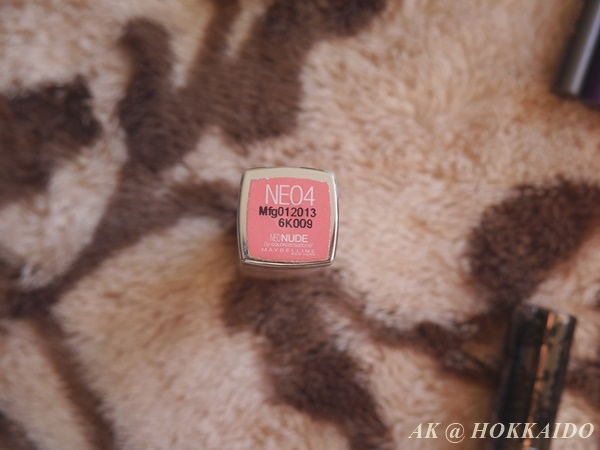 NE04
Mfg012013
6K009
NEONUDE
MAYBELLINE
AK @ HOKKAIDO